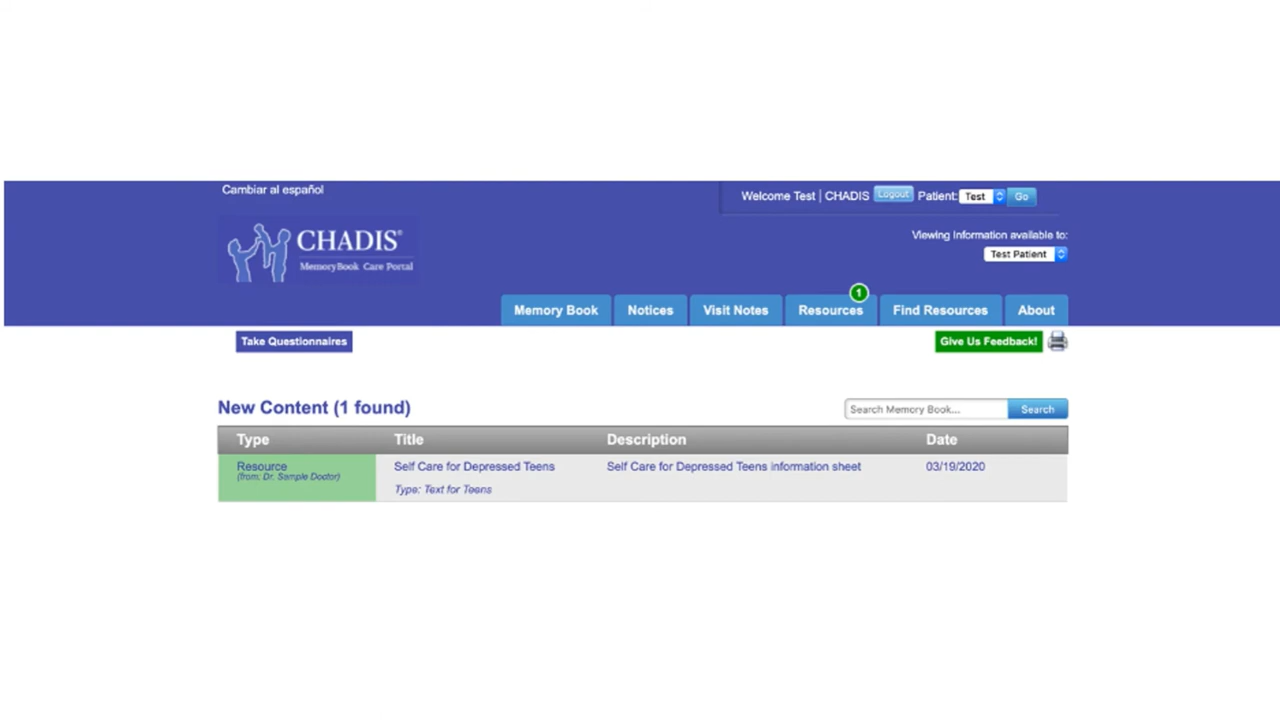 Cambiar al español
Welcome Test | CHADIS Logout Patient: Test Go
Viewing Information available to:
Test Patient
CHADIS®
MemoryBook Care Portal
1
Memory Book Notices Visit Notes Resources Find Resources About
Take Questionnaires Give Us Feedback!
New Content (1 found) Search Memory Book... Search
Type Title Description Date
Resource Self Care for Depressed Teens Self Care for Depressed Teens information sheet 03/19/2020
(from: Dr. Sample Doctor)
Type: Text for Teens